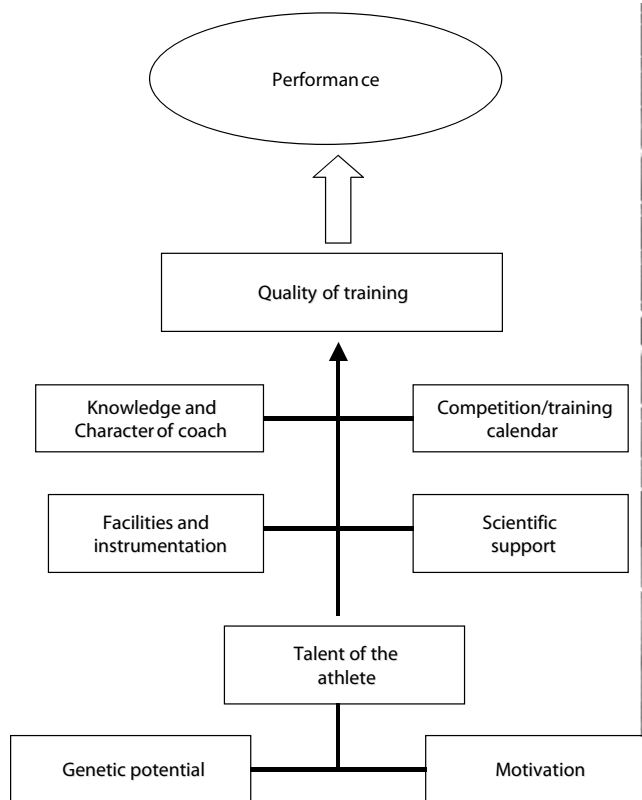 Performance
Quality of training
Knowledge and
Character of coach
Competition/training
calendar
Facilities and
instrumentation
Scientific
support
Talent of the
athlete
Genetic potential
Motivation